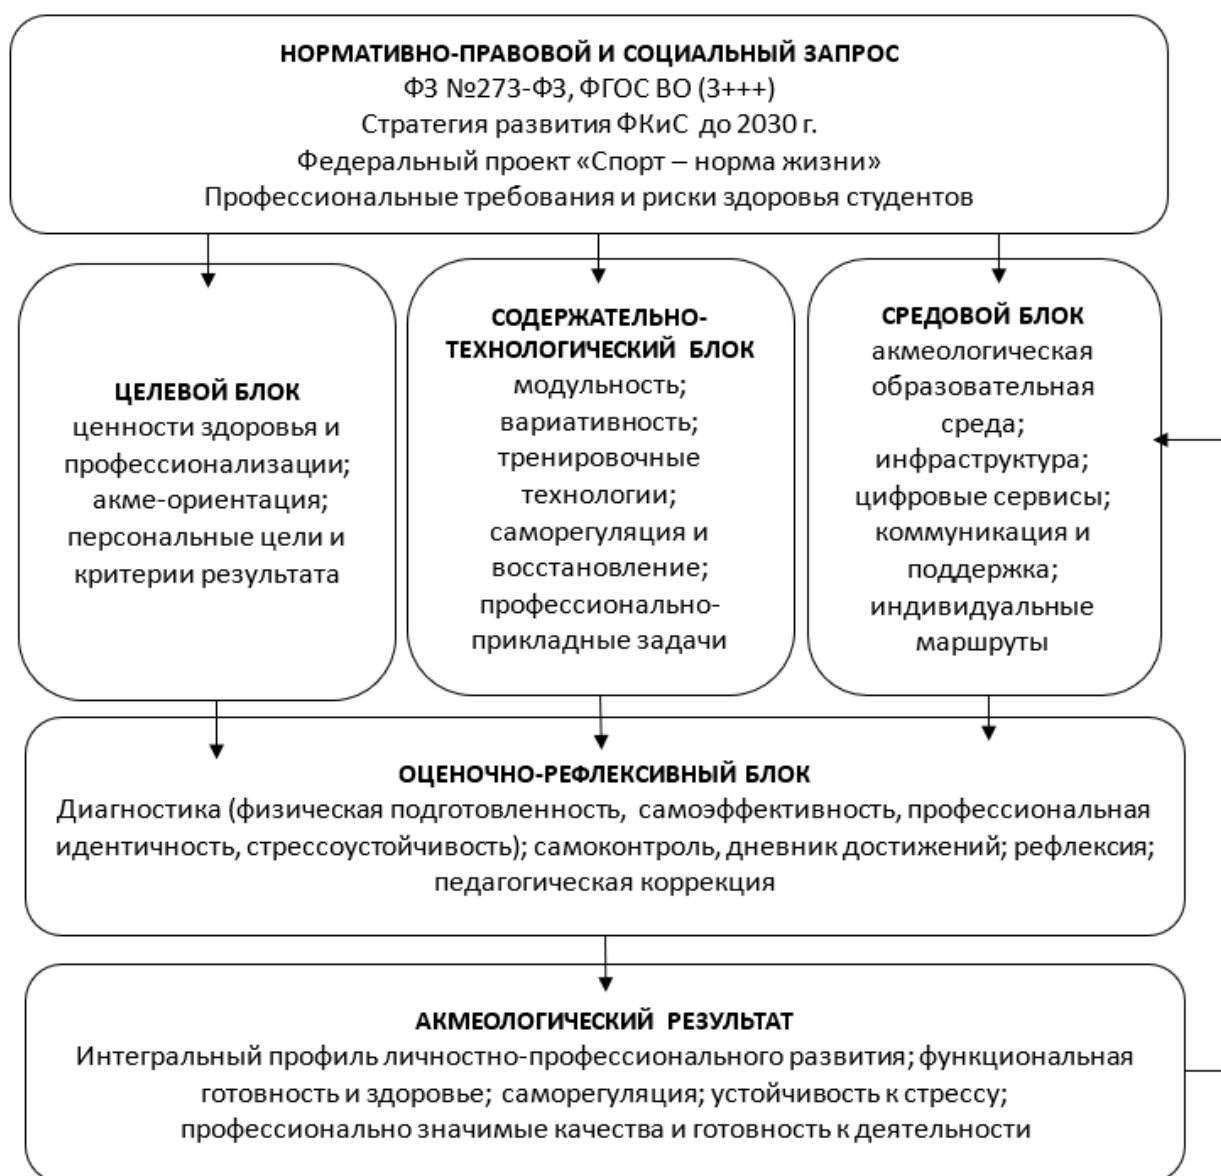 НОРМАТИВНО-ПРАВОВОЙ И СОЦИАЛЬНЫЙ ЗАПРОС
ФЗ №273-ФЗ, ФГОС ВО (3+++)
Стратегия развития ФКиС до 2030 г.
Федеральный проект «Спорт – норма жизни»
Профессиональные требования и риски здоровья студентов
ЦЕЛЕВОЙ БЛОК
ценности здоровья и
профессионализации;
акме-ориентация;
персональные цели и
критерии результата
СОДЕРЖАТЕЛЬНО-
ТЕХНОЛОГИЧЕСКИЙ БЛОК
модульность;
вариативность;
тренировочные
технологии;
саморегуляция и
восстановление;
профессионально-
прикладные задачи
СРЕДОВОЙ БЛОК
акмеологическая
образовательная
среда;
инфраструктура;
цифровые сервисы;
коммуникация и
поддержка;
индивидуальные
маршруты
ОЦЕНОЧНО-РЕФЛЕКСИВНЫЙ БЛОК
Диагностика (физическая подготовленность, самоэффективность, профессиональная
идентичность, стрессоустойчивость); самоконтроль, дневник достижений; рефлексия;
педагогическая коррекция
АКМЕОЛОГИЧЕСКИЙ РЕЗУЛЬТАТ
Интегральный профиль личностно-профессионального развития; функциональная
готовность и здоровье; саморегуляция; устойчивость к стрессу;
профессионально значимые качества и готовность к деятельности